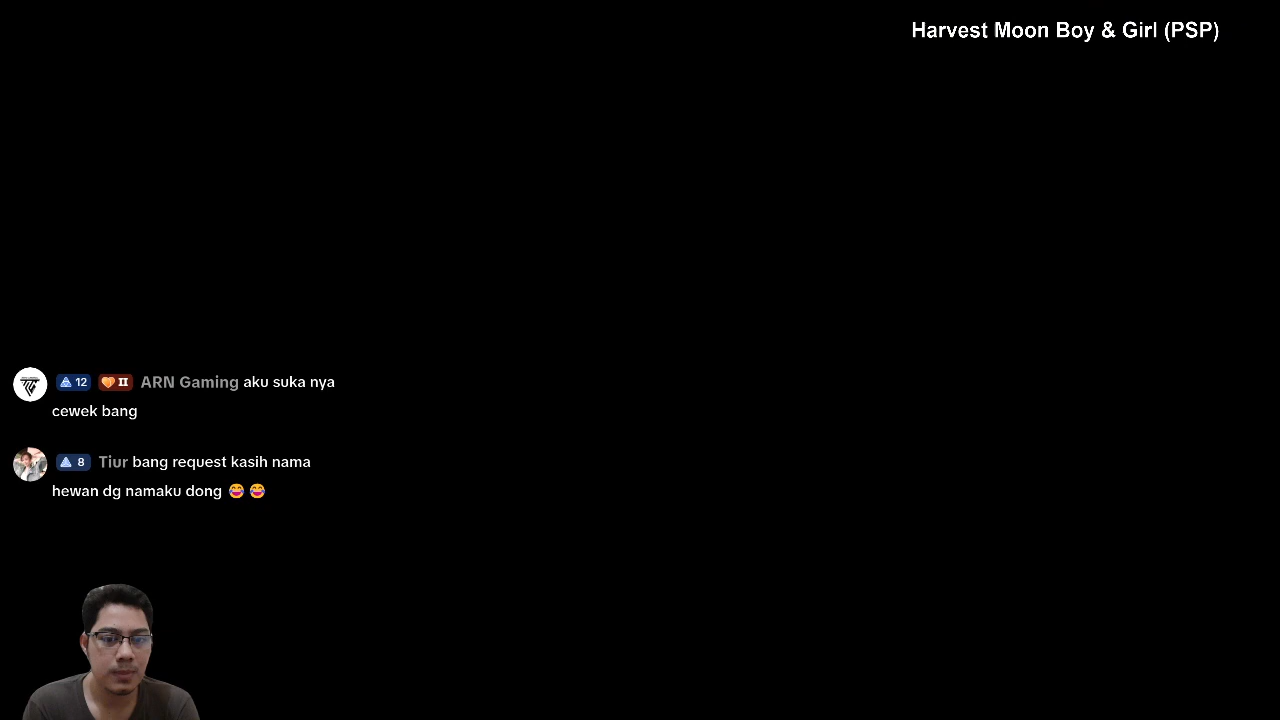 Harvest Moon Boy & Girl (PSP)
12 II ARN Gaming aku suka nya
cewek bang
8 Tiur bang request kasih nama
hewan dg namaku dong 😂 😂